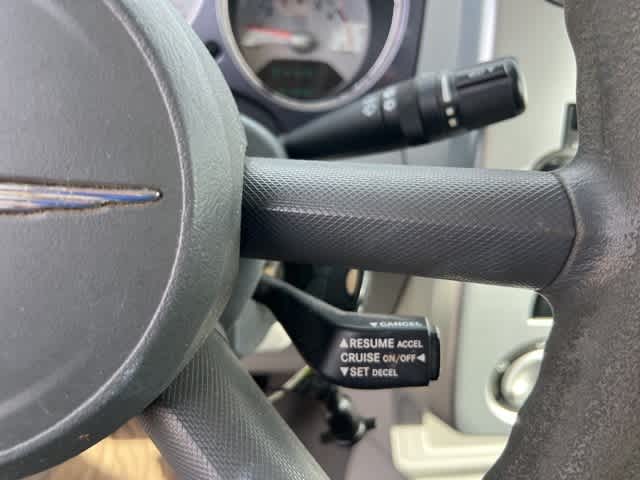 ▼CANCEL
▲RESUME ACCEL
CRUISE ON/OFF◀
▼SET DECEL